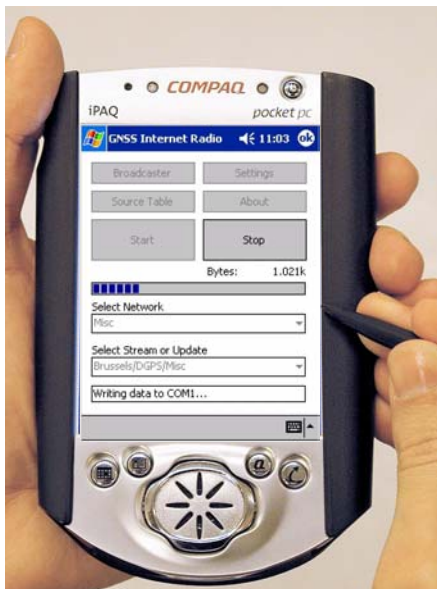 COMPAQ
iPAQ pocket pc
GNSS Internet Radio 11:03 ok
Broadcaster Settings
Source Table About
Start Stop
Bytes: 1.021k
Select Network
Misc
Select Stream or Update
Brussels/DGPS/Misc
Writing data to COM1...
a